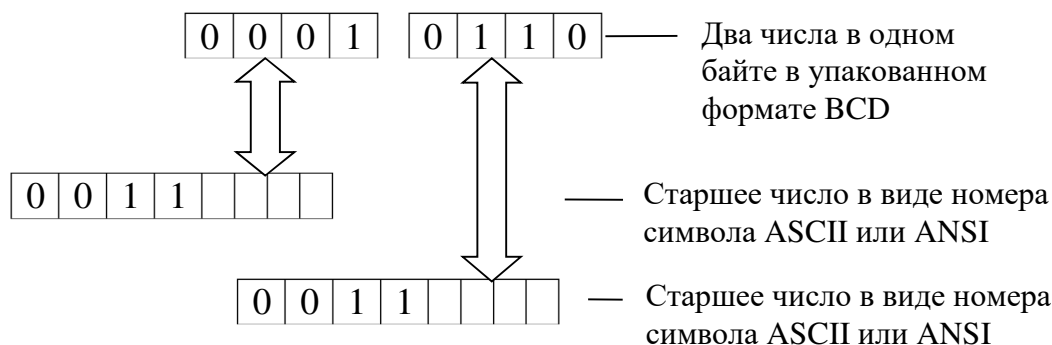 0 0 0 1 0 1 1 0
Два числа в одном
байте в упакованном
формате BCD
0 0 1 1
Старшее число в виде номера
символа ASCII или ANSI
0 0 1 1
Старшее число в виде номера
символа ASCII или ANSI